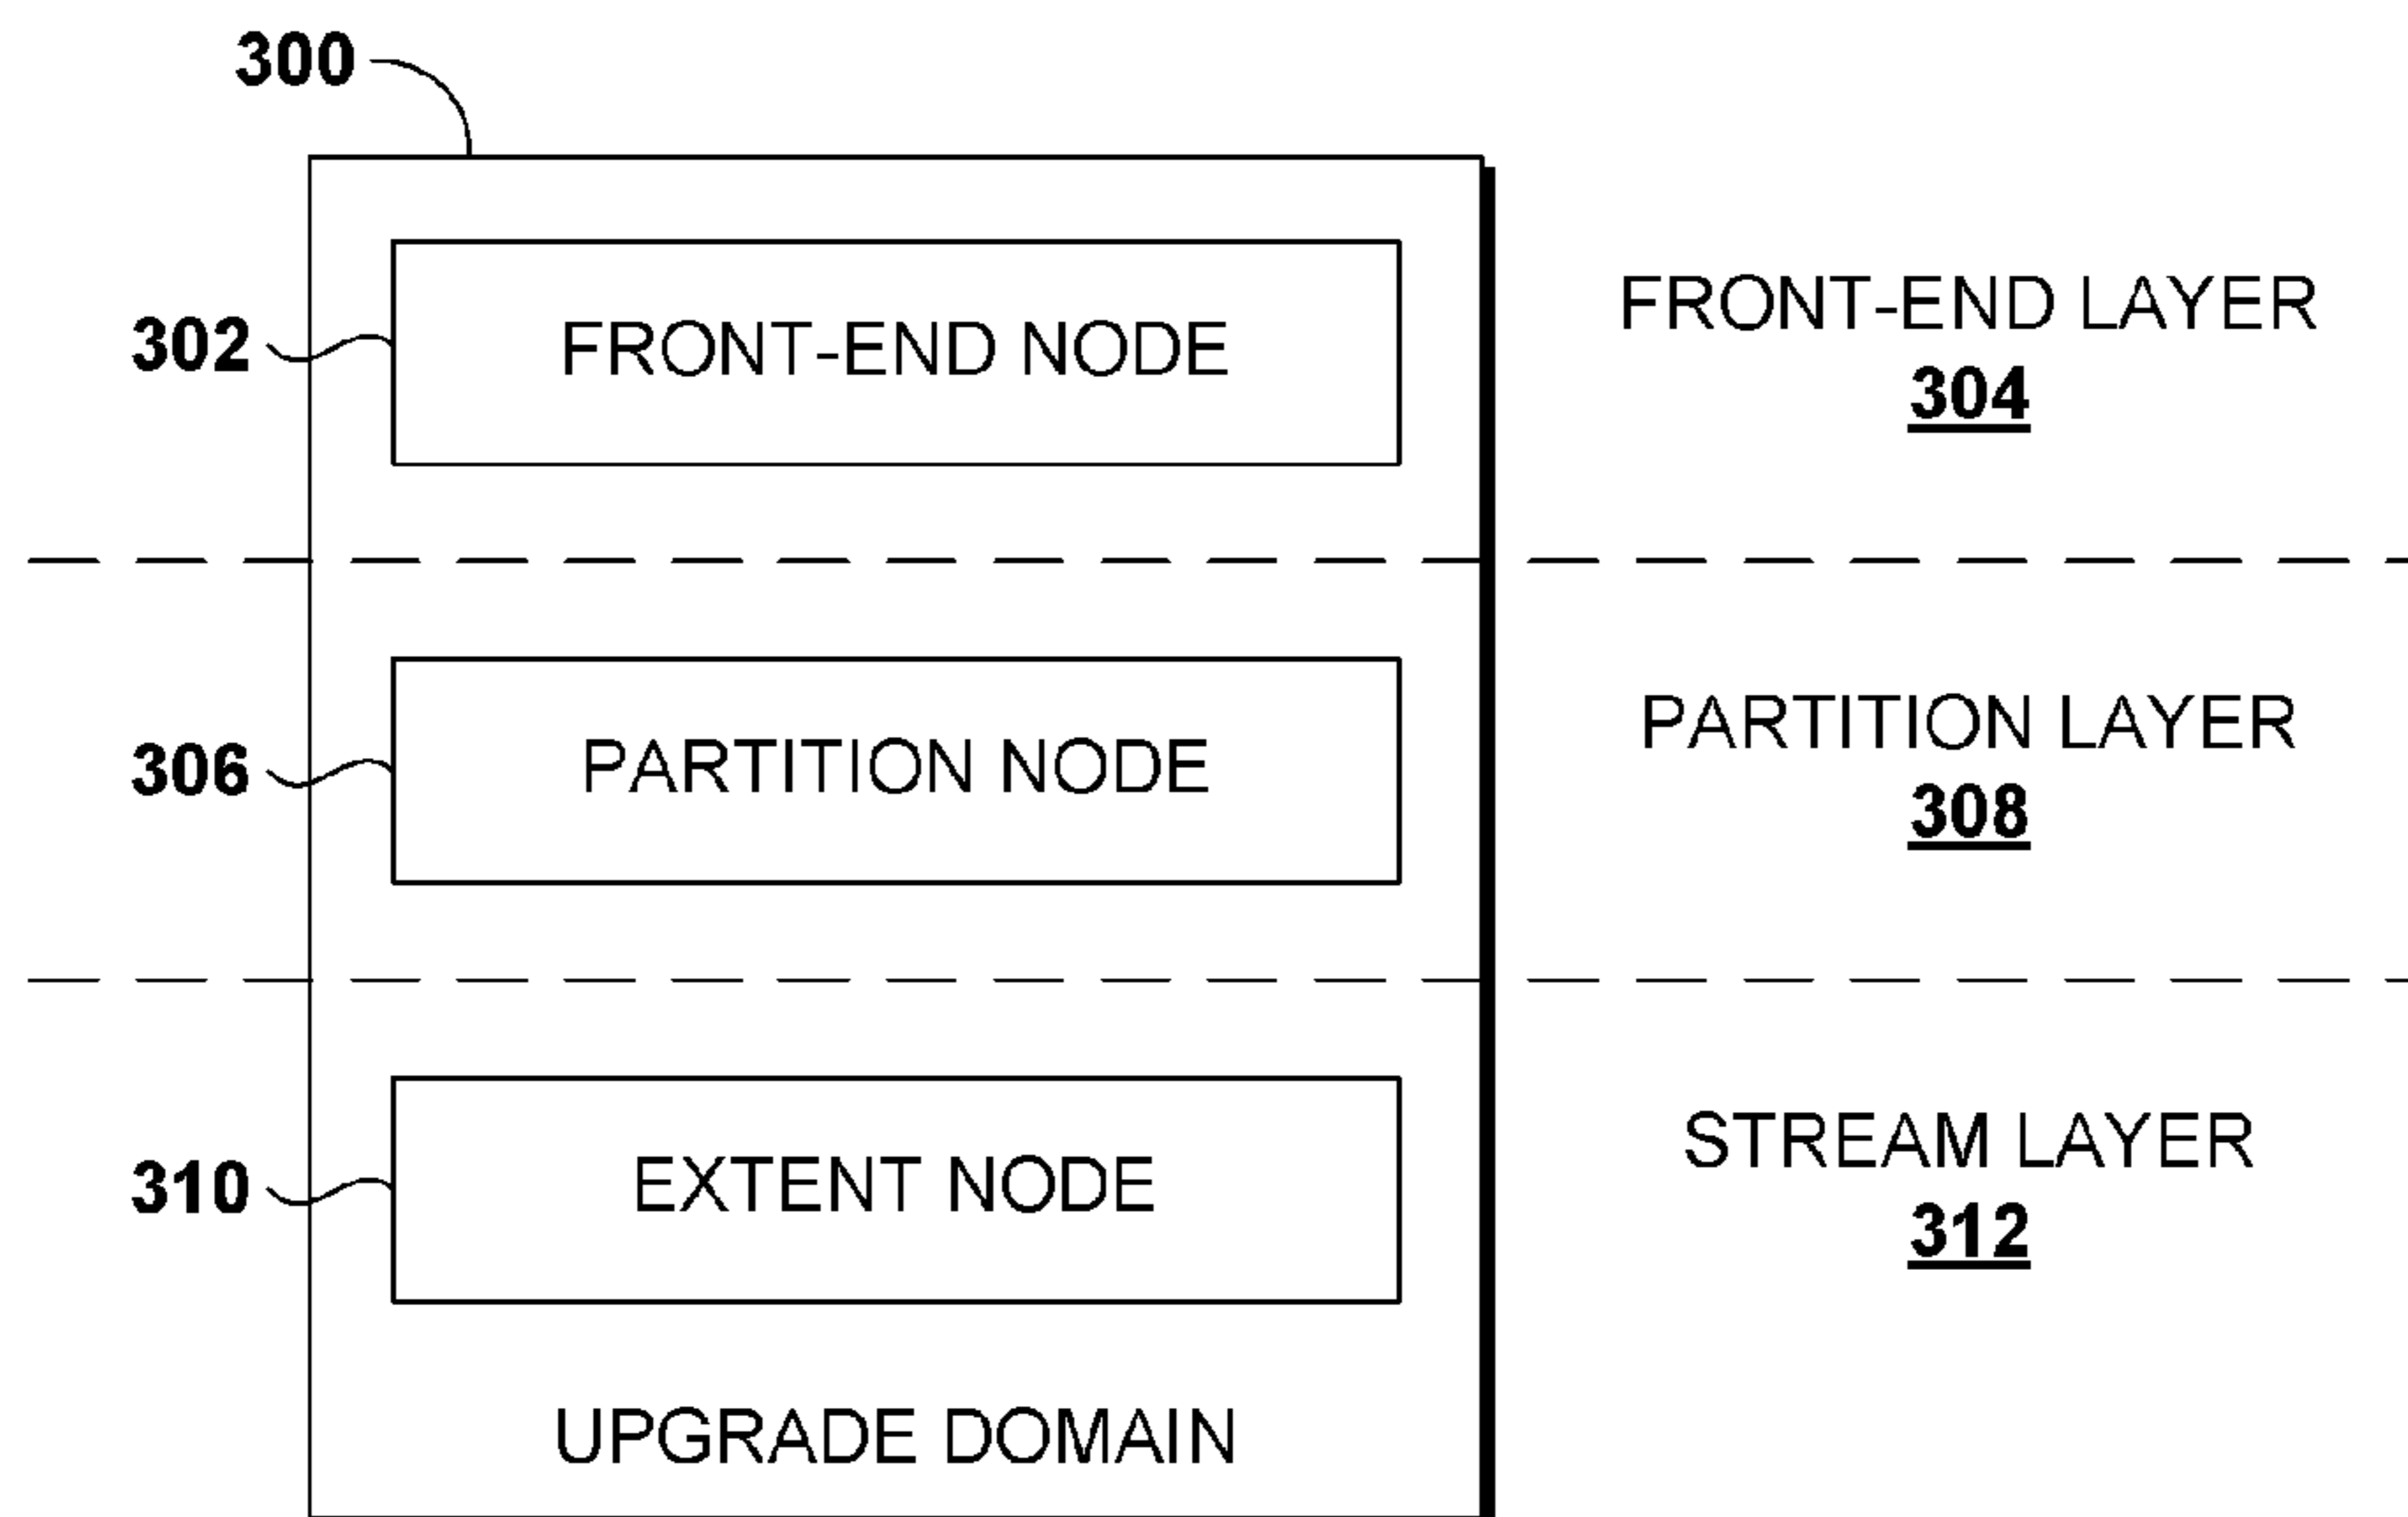 300
302
FRONT-END NODE
FRONT-END LAYER
304
306
PARTITION NODE
PARTITION LAYER
308
310
EXTENT NODE
STREAM LAYER
312
UPGRADE DOMAIN